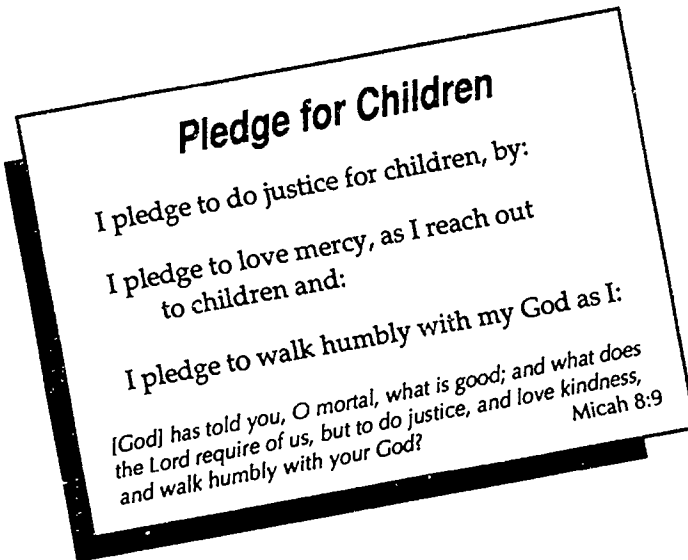 Pledge for Children
I pledge to do justice for children, by:
I pledge to love mercy, as I reach out
to children and:
I pledge to walk humbly with my God as I:
[God] has told you, O mortal, what is good; and what does
the Lord require of us, but to do justice, and love kindness,
and walk humbly with your God?
Micah 8:9